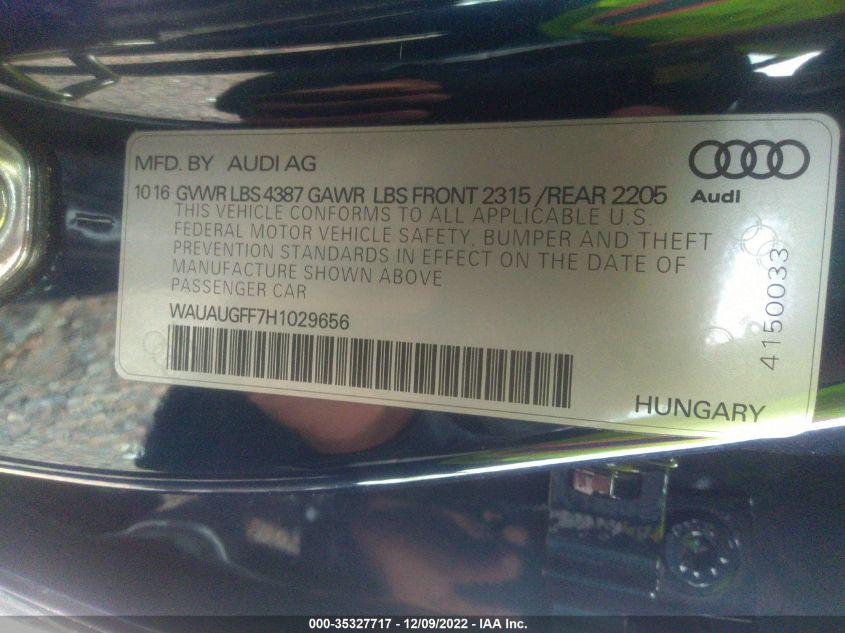 MFD. BY AUDI AG
10 16 GVWR LBS 4387 GAWR LBS FRONT 2315 / REAR 2205
THIS VEHICLE CONFORMS TO ALL APPLICABLE U.S.
FEDERAL MOTOR VEHICLE SAFETY, BUMPER AND THEFT
PREVENTION STANDARDS IN EFFECT ON THE DATE OF
MANUFACTURE SHOWN ABOVE
PASSENGER CAR
WAUAUGFF7H1029656
Audi
4150033
HUNGARY
000-35327717 - 12/09/2022 - IAA Inc.